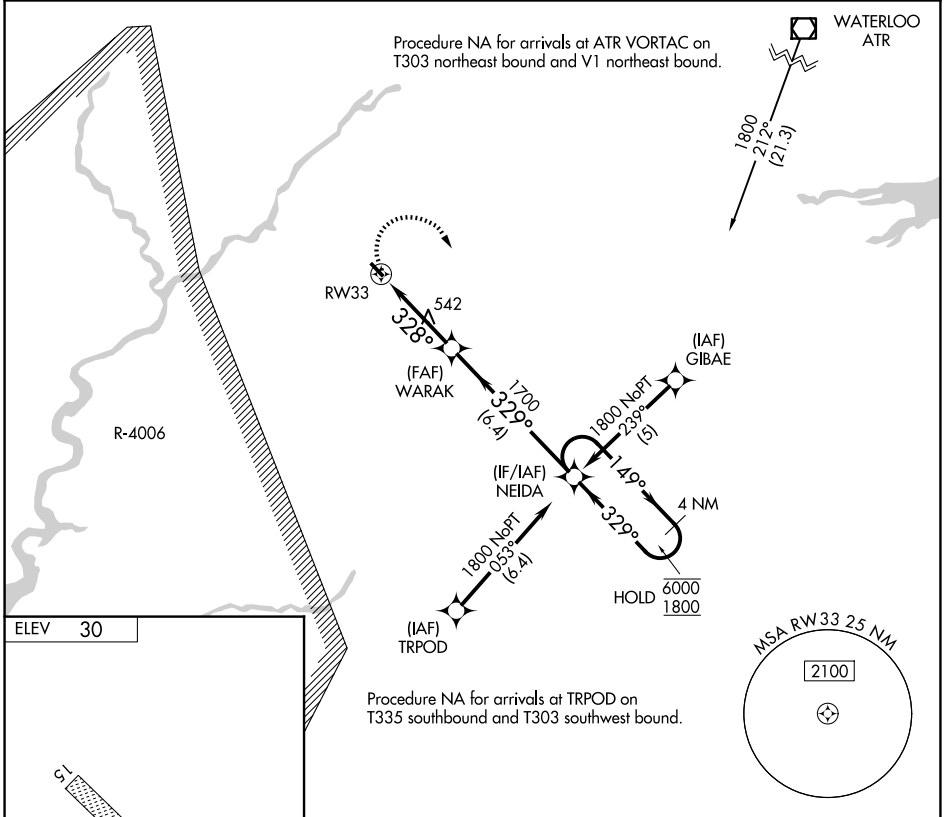 Procedure NA for arrivals at ATR VORTAC on
T303 northeast bound and V1 northeast bound.
WATERLOO
ATR
1800
212°
(21.3)
RW33
542
328°
(FAF)
WARAK
1700
329°
(6.4)
(IAF)
GIBAE
1800 NoPT
239°
(5)
R-4006
(IF/IAF)
NEIDA
149°
4 NM
329°
1800 NoPT
053°
(6.4)
HOLD
6000
1800
(IAF)
TRPOD
ELEV 30
MSA RW33 25 NM
2100
Procedure NA for arrivals at TRPOD on
T335 southbound and T303 southwest bound.
15